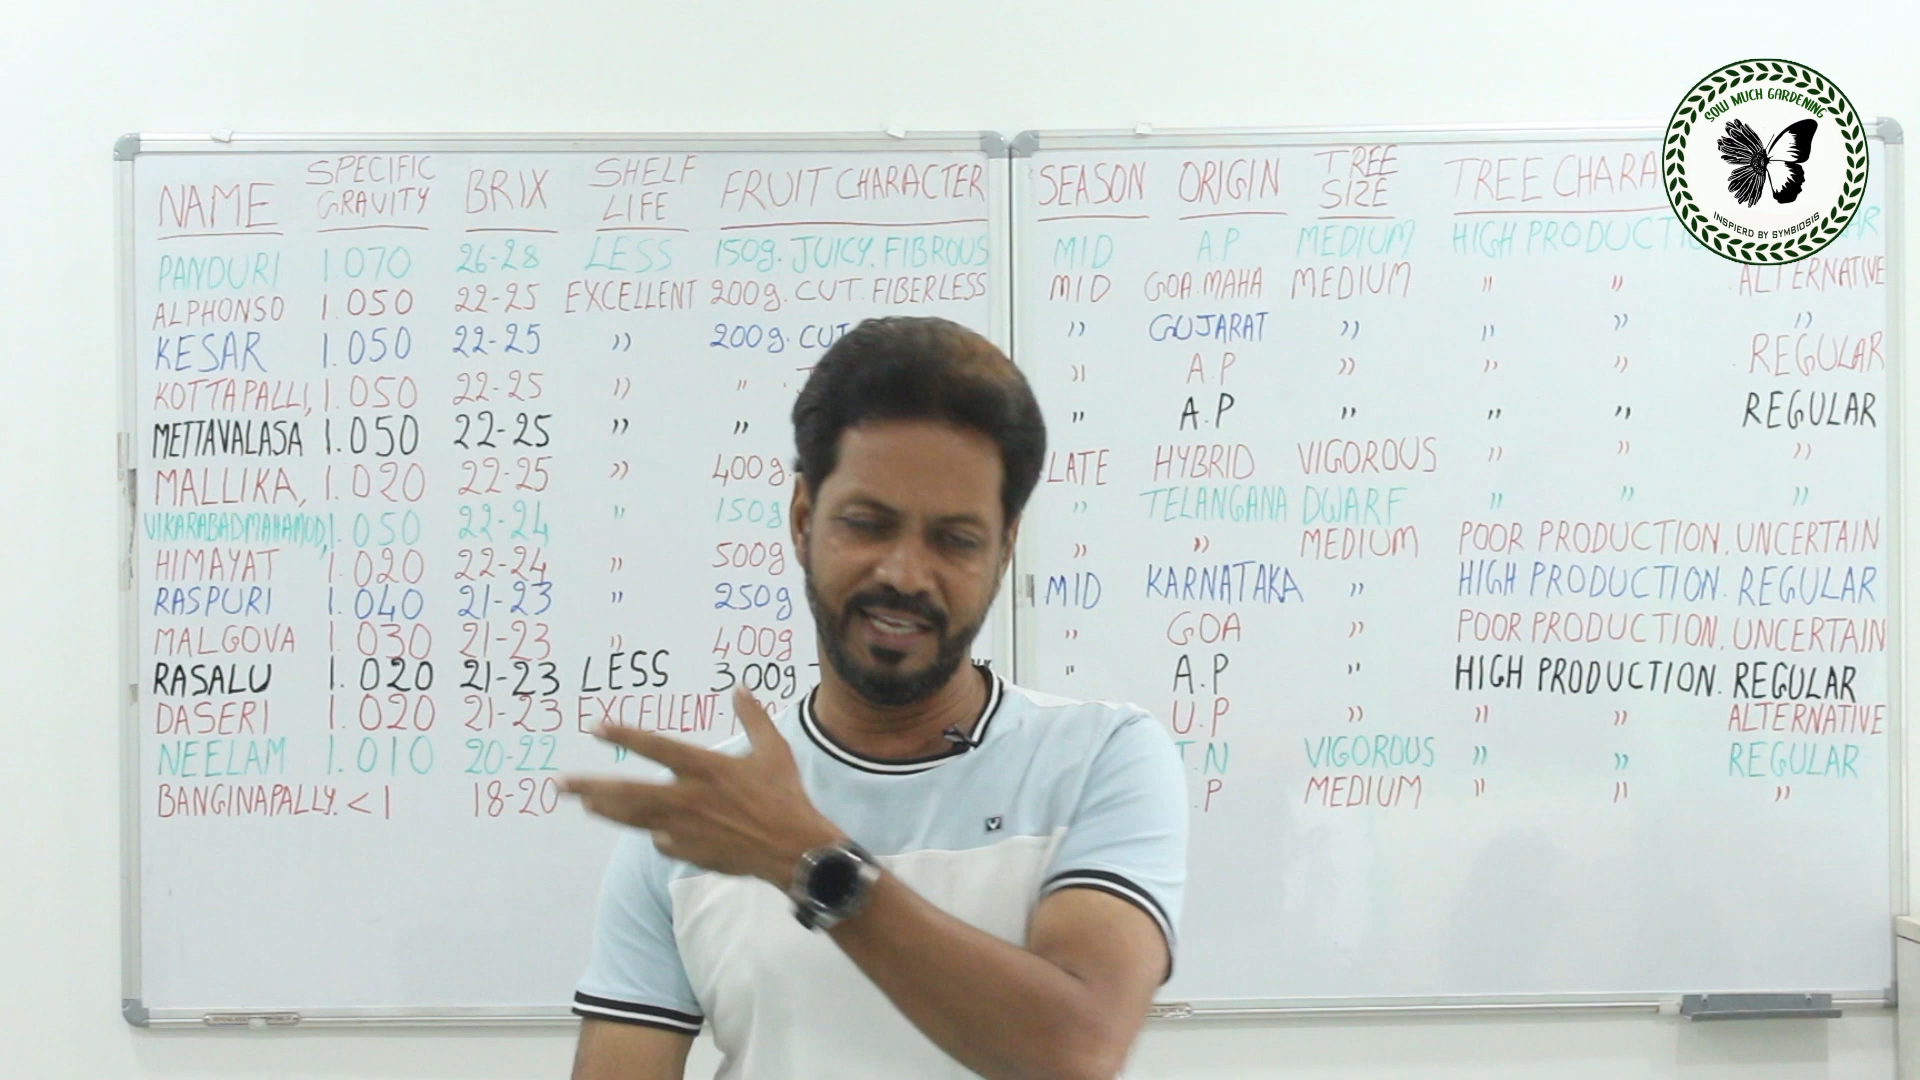 SOW MUCH GARDENING
INSPIERD BY SYMBIOSIS
NAME SPECIFIC GRAVITY BRIX SHELF LIFE FRUIT CHARACTER SEASON ORIGIN TREE SIZE TREE CHARA
PANDURI 1.070 26-28 LESS 150g. JUICY. FIBROUS MID A.P MEDIUM HIGH PRODUCTI AR
ALPHONSO 1.050 22-25 EXCELLENT 200g. CUT. FIBERLESS MID GOA.MAHA MEDIUM " " ALTERNATIVE
KESAR 1.050 22-25 " 200g. CUT " GUJARAT " " " "
KOTTAPALLI, 1.050 22-25 " " " A.P " " " REGULAR
METTAVALASA 1.050 22-25 " " " A.P " " " REGULAR
MALLIKA, 1.020 22-25 " 400g. LATE HYBRID VIGOROUS " " "
VIKARABADMAHAMOD, 1.050 22-24 " 150g " TELANGANA DWARF " " "
HIMAYAT 1.020 22-24 " 500g " " MEDIUM POOR PRODUCTION. UNCERTAIN
RASPURI 1.040 21-23 " 250g MID KARNATAKA " HIGH PRODUCTION. REGULAR
MALGOVA 1.030 21-23 " 400g " GOA " POOR PRODUCTION. UNCERTAIN
RASALU 1.020 21-23 LESS 300g " A.P " HIGH PRODUCTION. REGULAR
DASERI 1.020 21-23 EXCELLENT. U.P " " " ALTERNATIVE
NEELAM 1.010 20-22 " T.N VIGOROUS " " REGULAR
BANGINAPALLY. <1 18-20 .P MEDIUM " " "